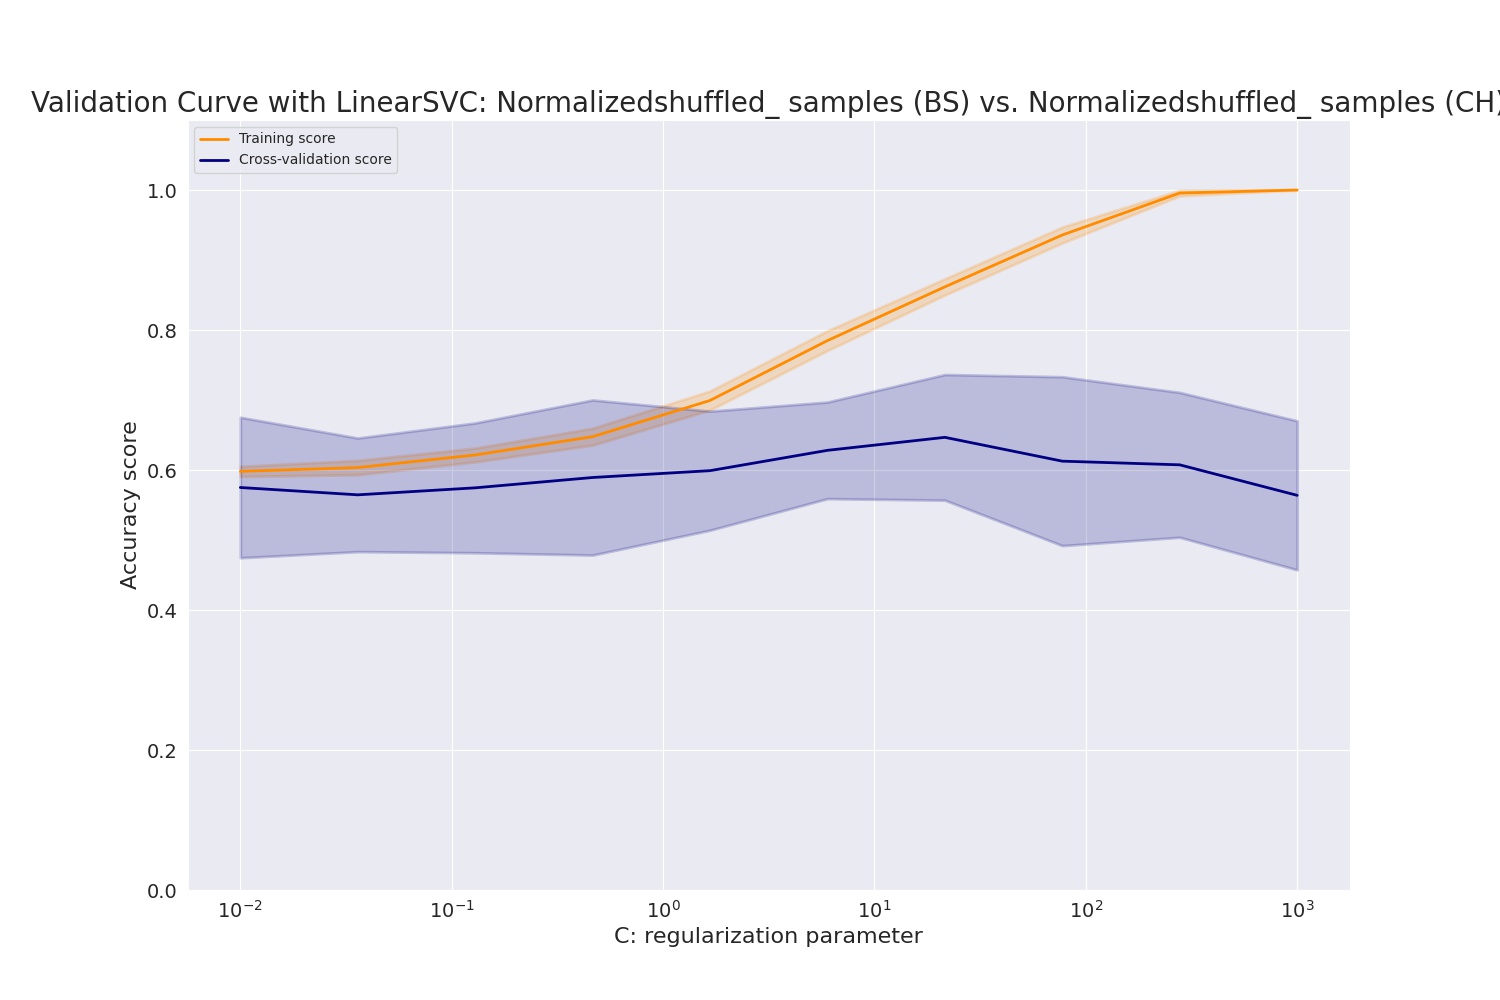 Validation Curve with LinearSVC: Normalizedshuffled_ samples (BS) vs. Normalizedshuffled_ samples (CH)
Training score
Cross-validation score
1.0
0.8
0.6
0.4
0.2
0.0
Accuracy score
10⁻² 10⁻¹ 10⁰ 10¹ 10² 10³
C: regularization parameter